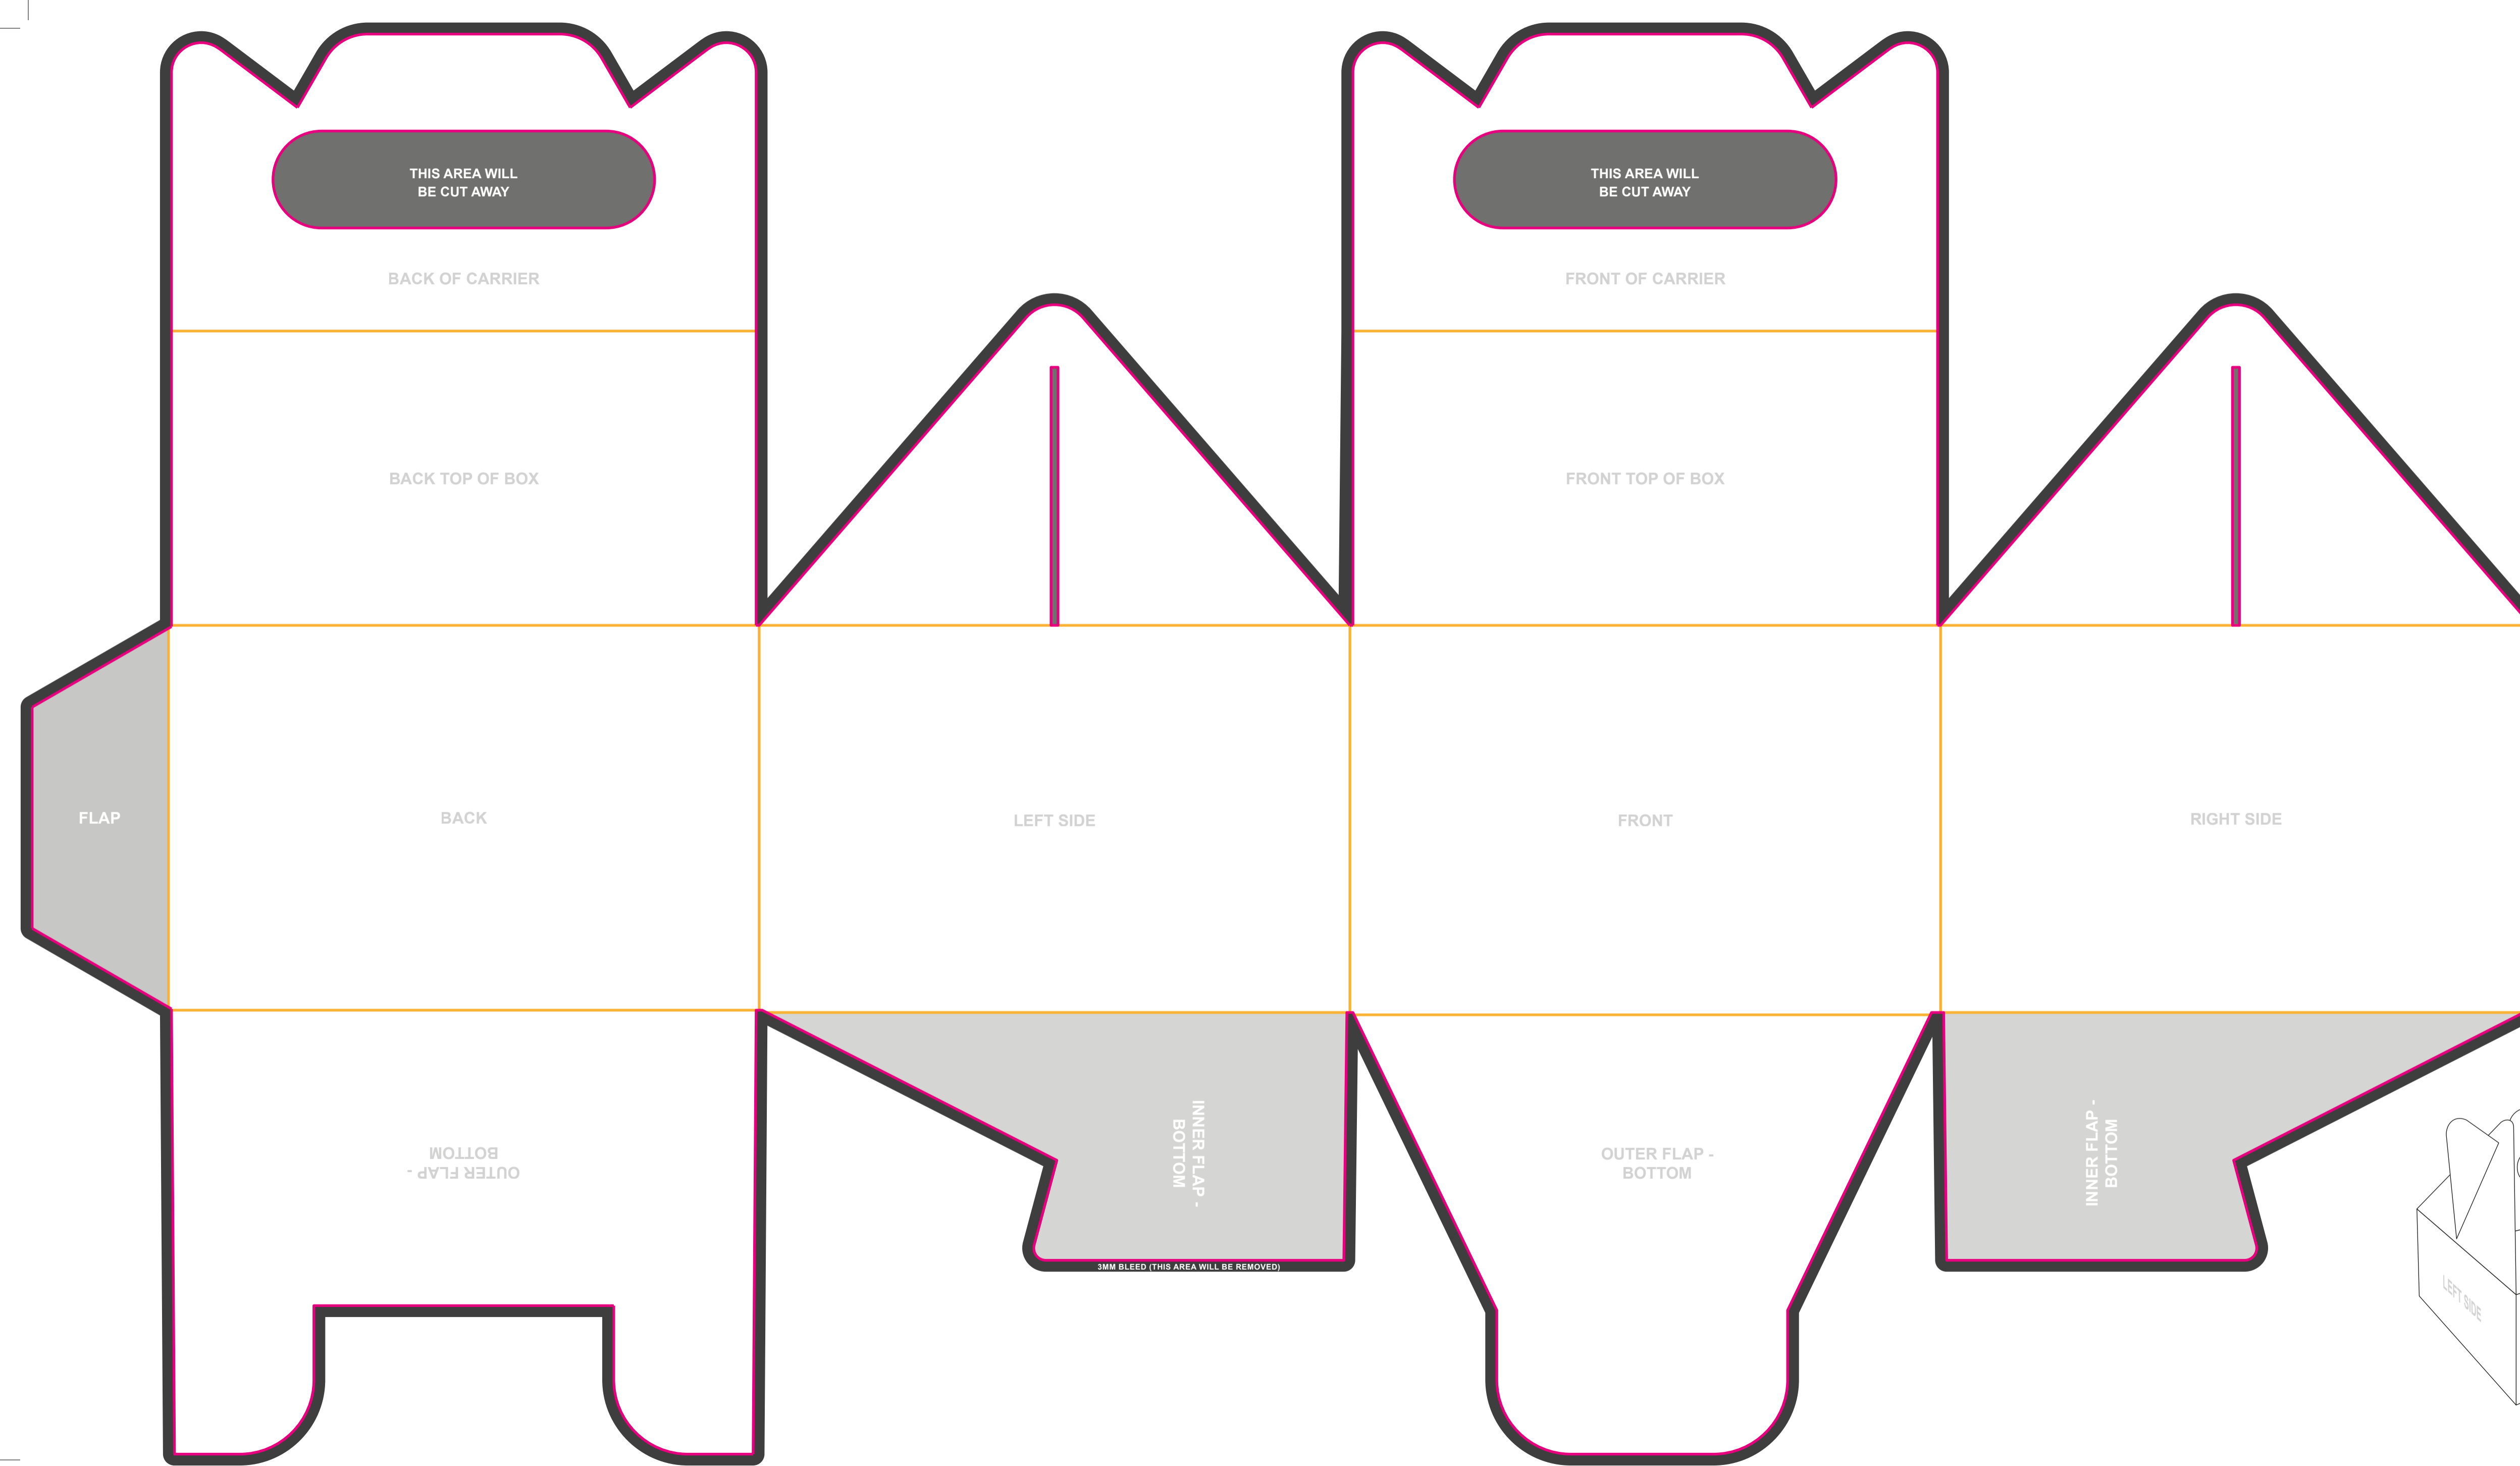 THIS AREA WILL
BE CUT AWAY
THIS AREA WILL
BE CUT AWAY
BACK OF CARRIER
FRONT OF CARRIER
BACK TOP OF BOX
FRONT TOP OF BOX
FLAP
BACK
LEFT SIDE
FRONT
RIGHT SIDE
OUTER FLAP -
BOTTOM
INNER FLAP -
BOTTOM
OUTER FLAP -
BOTTOM
INNER FLAP -
BOTTOM
3MM BLEED (THIS AREA WILL BE REMOVED)
LEFT SIDE